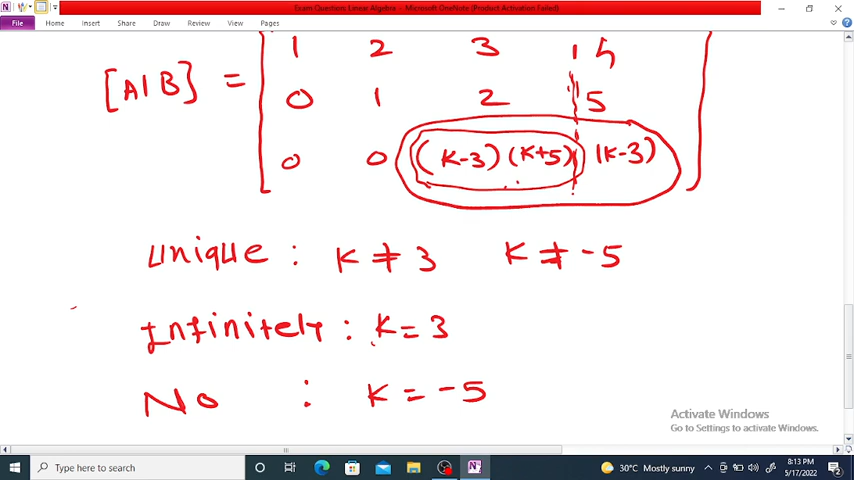 Exam Question: Linear Algebra - Microsoft OneNote (Product Activation Failed)
File Home Insert Share Draw Review View Pages
1 2 3 | 4
[A|B] =
0 1 2 | 5
0 0 (k-3)(k+5) | (k-3)
Unique : K ≠ 3 K ≠ -5
Infinitely : K = 3
No : K = -5
Activate Windows
Go to Settings to activate Windows.
Type here to search
30°C Mostly sunny
8:13 PM
5/17/2022
2